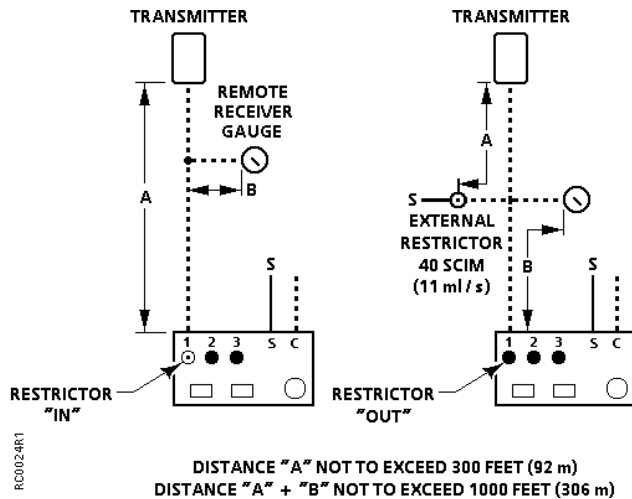 TRANSMITTER
REMOTE
RECEIVER
GAUGE
A
B
S
1 2 3 S C
RESTRICTOR
"IN"
TRANSMITTER
A
S
EXTERNAL
RESTRICTOR
40 SCIM
(11 ml / s)
B
S
1 2 3 S C
RESTRICTOR
"OUT"
RC0024R1
DISTANCE "A" NOT TO EXCEED 300 FEET (92 m)
DISTANCE "A" + "B" NOT TO EXCEED 1000 FEET (306 m)